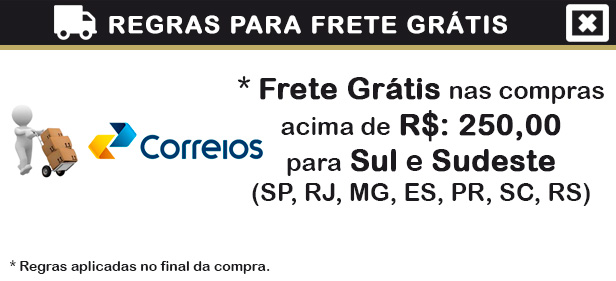 REGRAS PARA FRETE GRÁTIS
* Frete Grátis nas compras
acima de R$: 250,00
para Sul e Sudeste
(SP, RJ, MG, ES, PR, SC, RS)
Correios
* Regras aplicadas no final da compra.